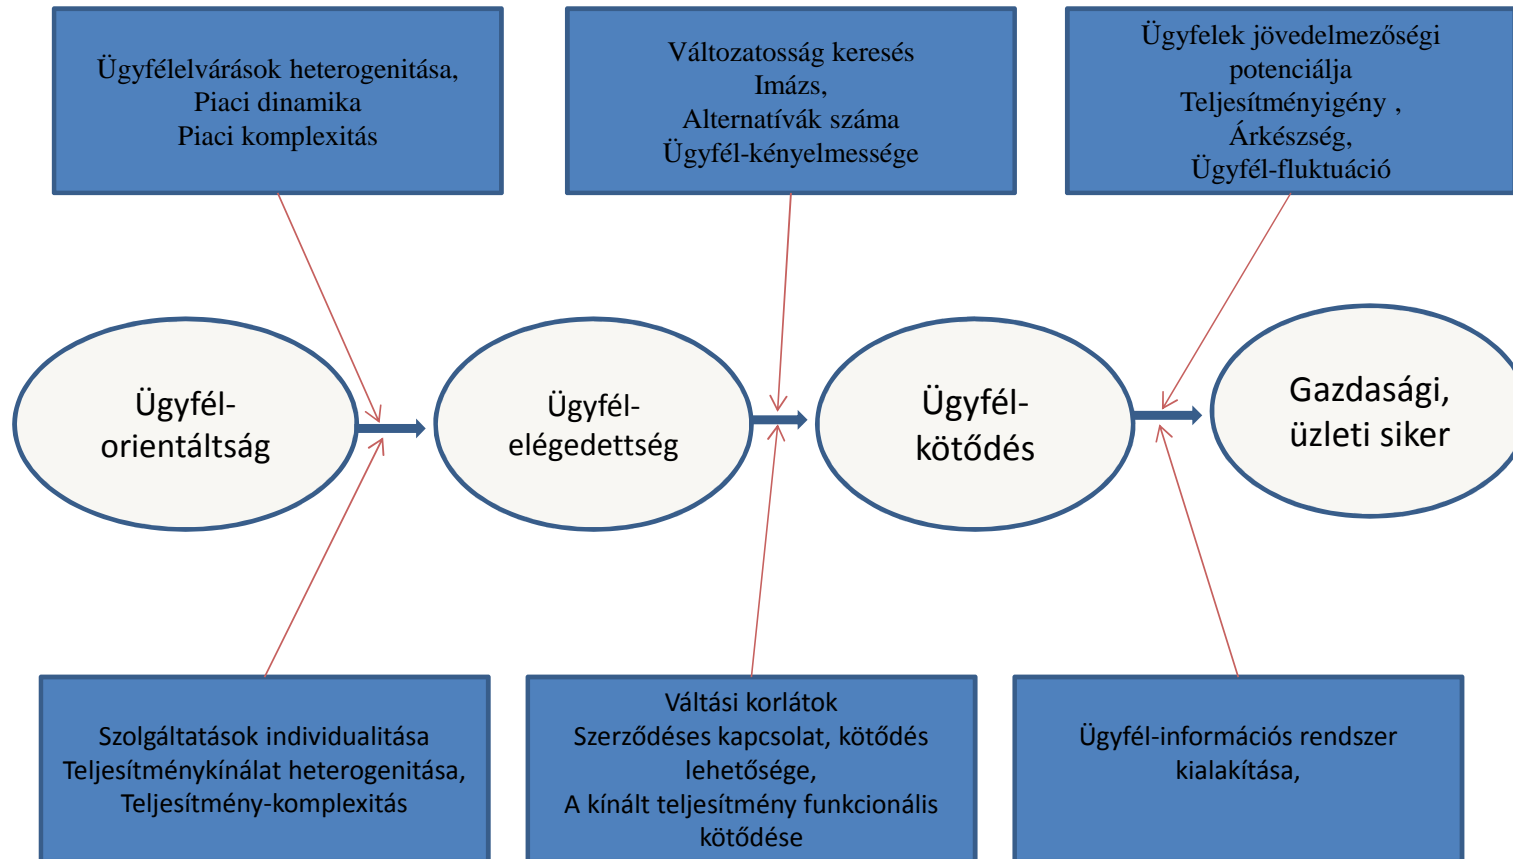 Ügyfélelvárások heterogenitása,
Piaci dinamika
Piaci komplexitás
Változatosság keresés
Imázs,
Alternatívák száma
Ügyfél-kényelmessége
Ügyfelek jövedelmezőségi
potenciálja
Teljesítményigény ,
Árkészség,
Ügyfél-fluktuáció
Ügyfél-
orientáltság
Ügyfél-
elégedettség
Ügyfél-
kötődés
Gazdasági,
üzleti siker
Szolgáltatások individualitása
Teljesítménykínálat heterogenitása,
Teljesítmény-komplexitás
Váltási korlátok
Szerződéses kapcsolat, kötődés
lehetősége,
A kínált teljesítmény funkcionális
kötődése
Ügyfél-információs rendszer
kialakítása,